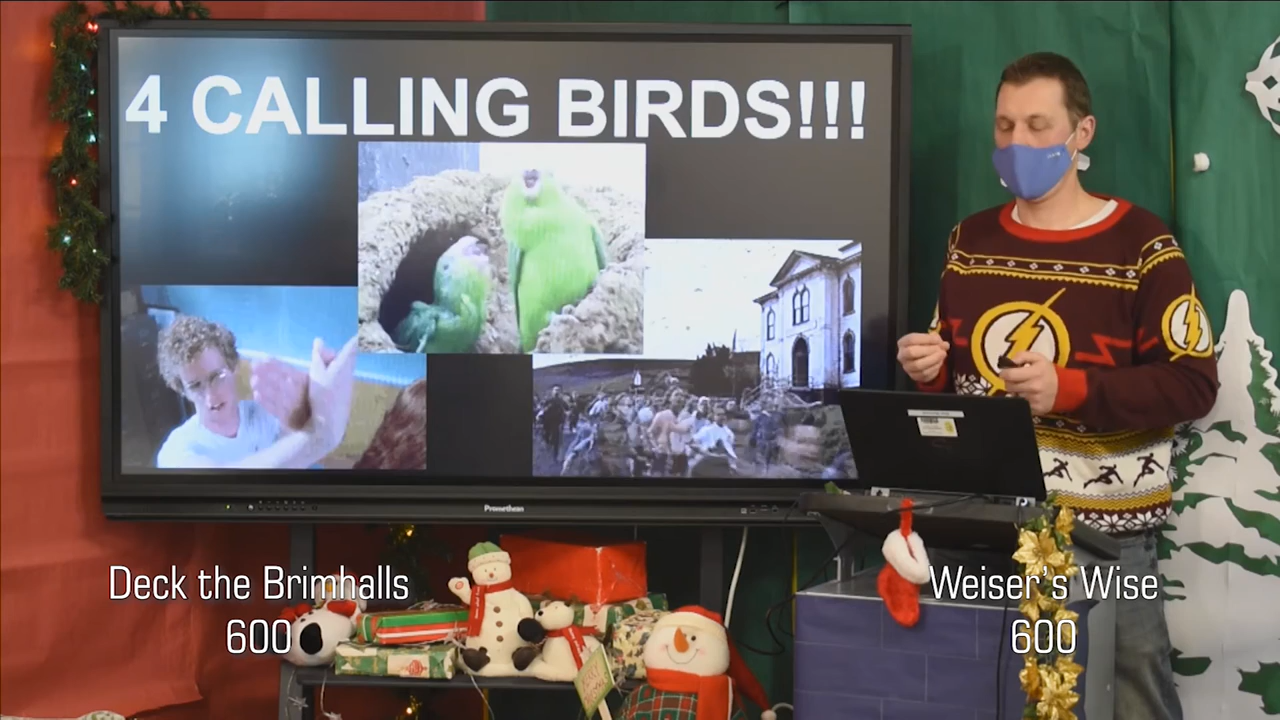 4 CALLING BIRDS!!!
Promethean
Deck the Brimhalls
600
Weiser's Wise
600